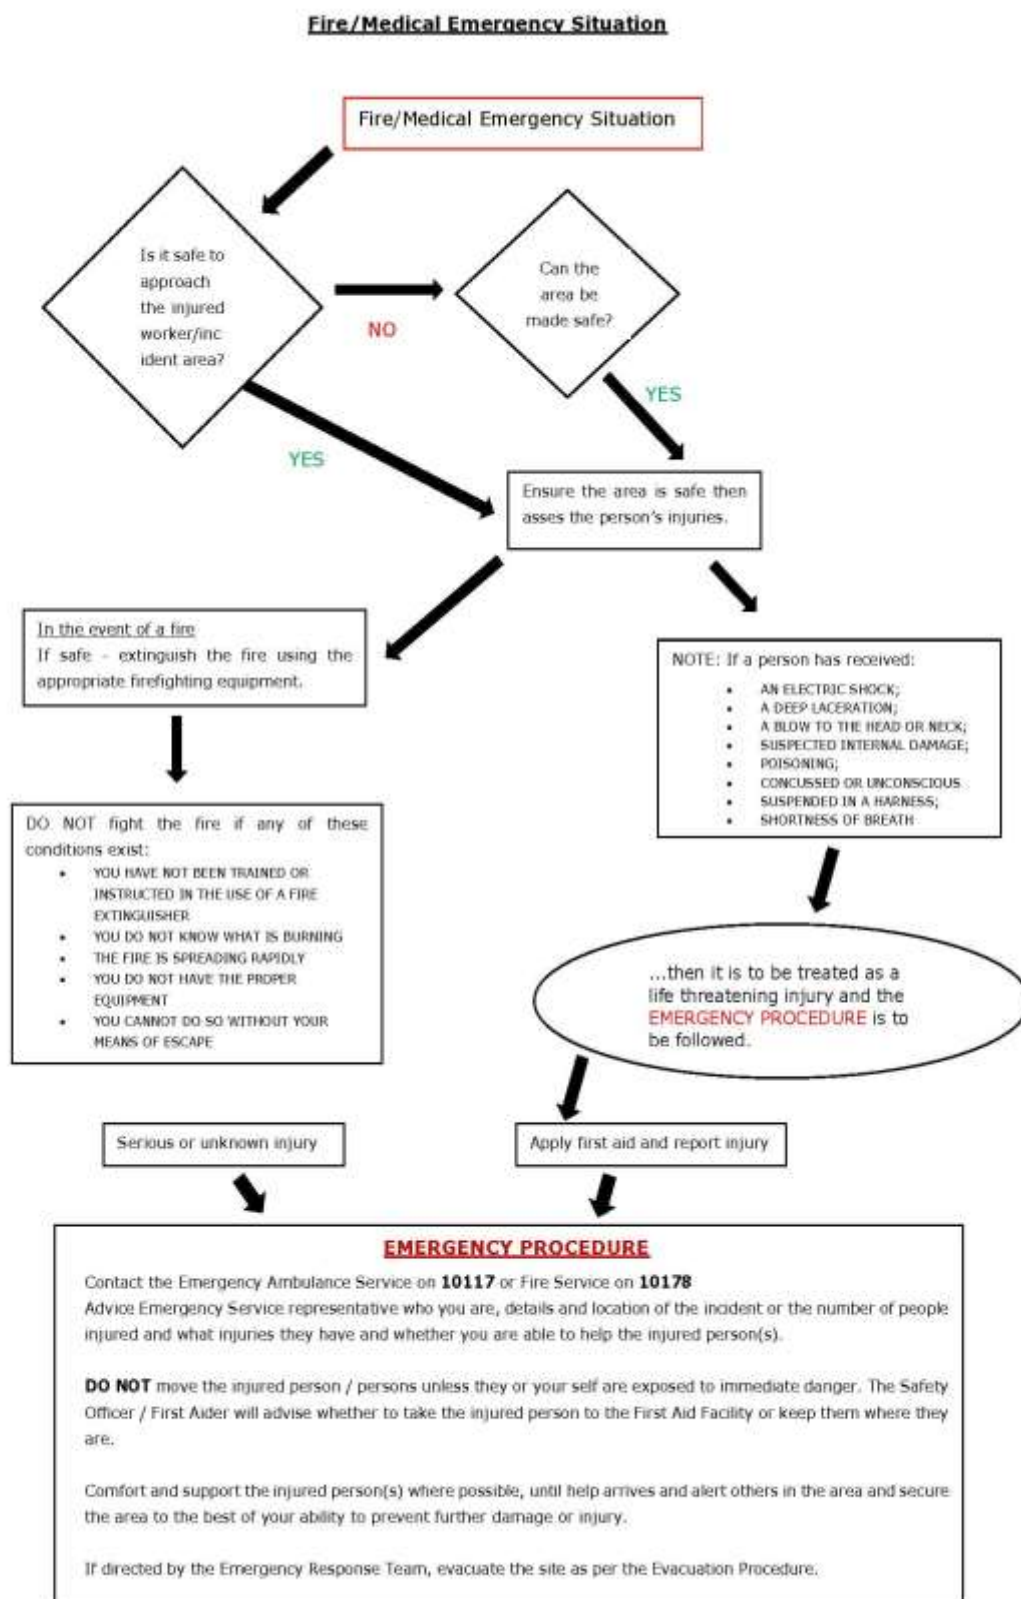 Fire/Medical Emergency Situation
Fire/Medical Emergency Situation
Is it safe to
approach
the injured
worker/inc
ident area?
NO
Can the
area be
made safe?
YES
YES
Ensure the area is safe then
asses the person's injuries.
In the event of a fire
If safe - extinguish the fire using the
appropriate firefighting equipment.
NOTE: If a person has received:
• AN ELECTRIC SHOCK;
• A DEEP LACERATION;
• A BLOW TO THE HEAD OR NECK;
• SUSPECTED INTERNAL DAMAGE;
• POISONING;
• CONCUSSED OR UNCONSCIOUS
• SUSPENDED IN A HARNESS;
• SHORTNESS OF BREATH
DO NOT fight the fire if any of these
conditions exist:
• YOU HAVE NOT BEEN TRAINED OR
INSTRUCTED IN THE USE OF A FIRE
EXTINGUISHER
• YOU DO NOT KNOW WHAT IS BURNING
• THE FIRE IS SPREADING RAPIDLY
• YOU DO NOT HAVE THE PROPER
EQUIPMENT
• YOU CANNOT DO SO WITHOUT YOUR
MEANS OF ESCAPE
...then it is to be treated as a
life threatening injury and the
EMERGENCY PROCEDURE is to
be followed.
Serious or unknown injury
Apply first aid and report injury
EMERGENCY PROCEDURE
Contact the Emergency Ambulance Service on 10117 or Fire Service on 10178
Advice Emergency Service representative who you are, details and location of the incident or the number of people
injured and what injuries they have and whether you are able to help the injured person(s).
DO NOT move the injured person / persons unless they or your self are exposed to immediate danger. The Safety
Officer / First Aider will advise whether to take the injured person to the First Aid Facility or keep them where they
are.
Comfort and support the injured person(s) where possible, until help arrives and alert others in the area and secure
the area to the best of your ability to prevent further damage or injury.
If directed by the Emergency Response Team, evacuate the site as per the Evacuation Procedure.